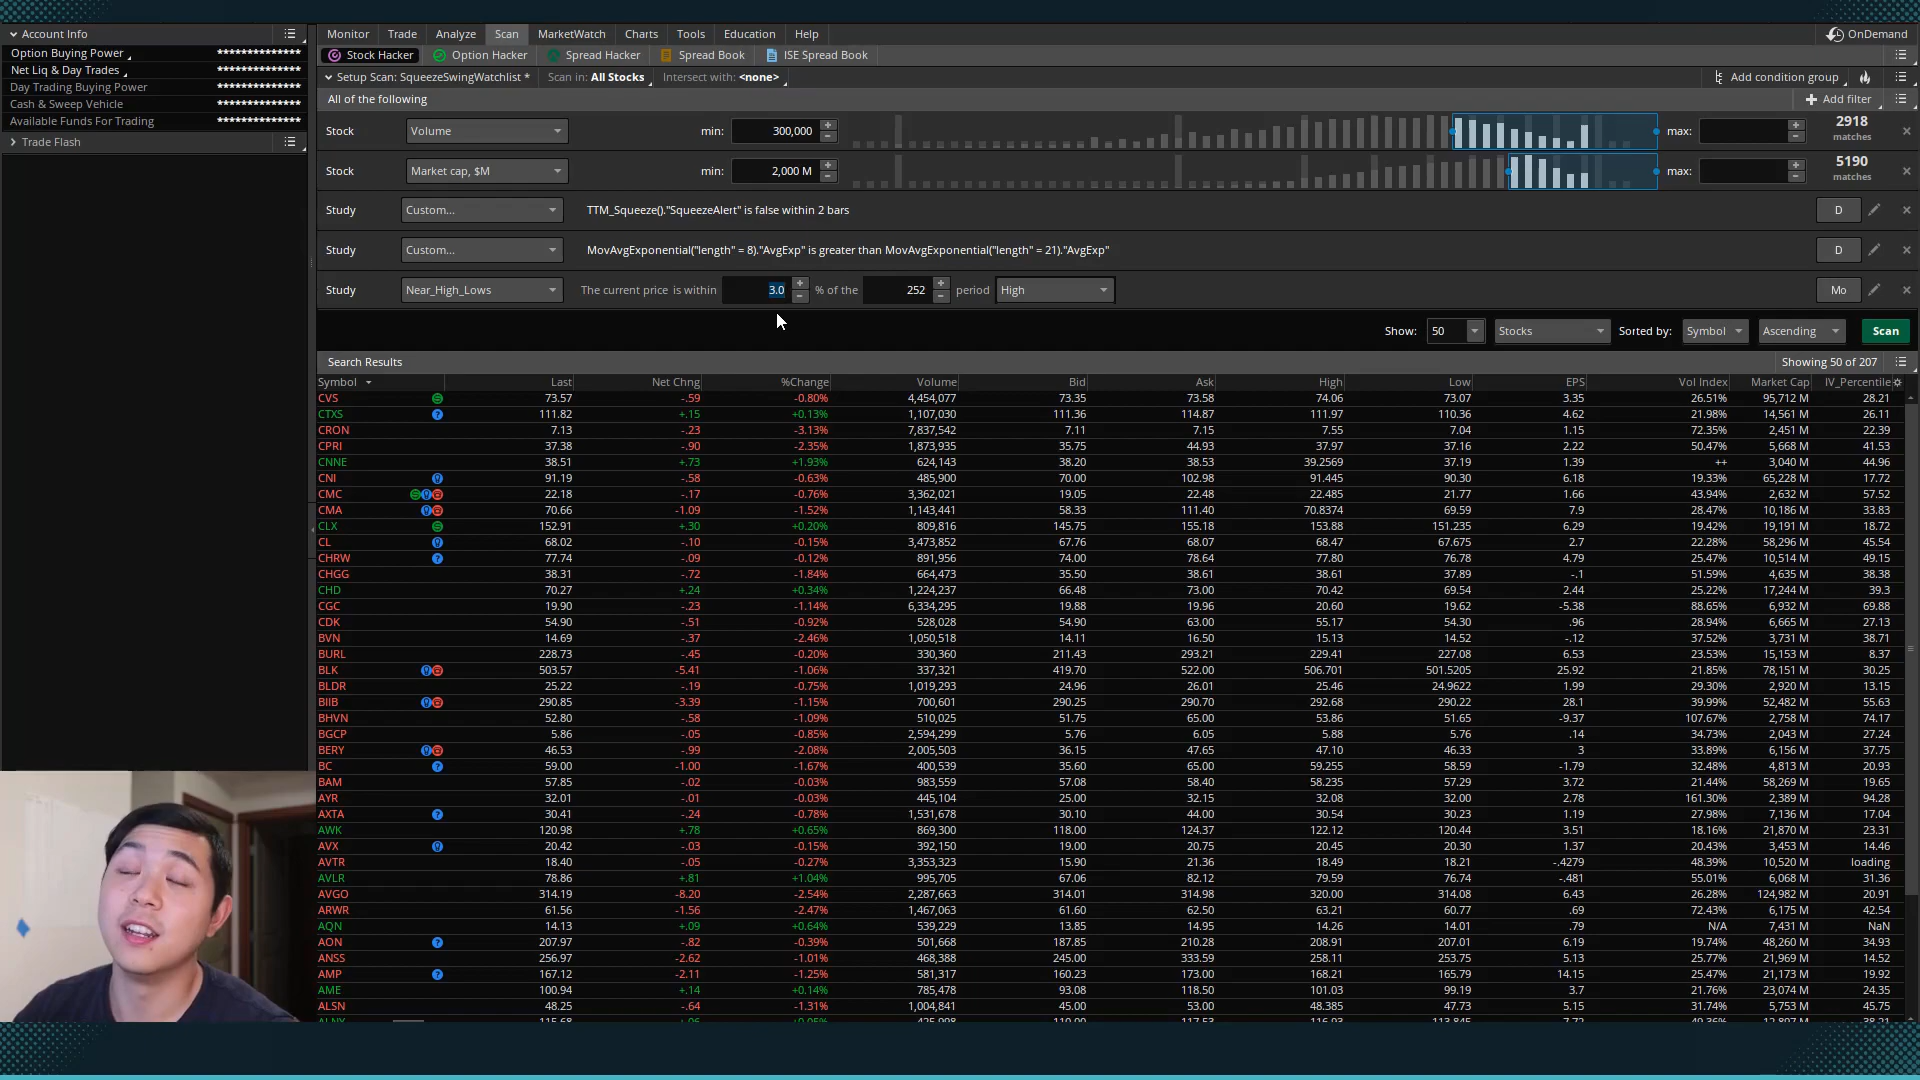 Account Info
Option Buying Power **************
Net Liq & Day Trades **************
Day Trading Buying Power **************
Cash & Sweep Vehicle **************
Available Funds For Trading **************
Trade Flash
Monitor Trade Analyze Scan MarketWatch Charts Tools Education Help OnDemand
Stock Hacker Option Hacker Spread Hacker Spread Book ISE Spread Book
Setup Scan: SqueezeSwingWatchlist * Scan in: All Stocks Intersect with: <none> Add condition group
All of the following Add filter
Stock Volume min: 300,000 max: 2918 matches
Stock Market cap, $M min: 2,000 M max: 5190 matches
Study Custom... TTM_Squeeze()."SqueezeAlert" is false within 2 bars D
Study Custom... MovAvgExponential("length" = 8)."AvgExp" is greater than MovAvgExponential("length" = 21)."AvgExp" D
Study Near_High_Lows The current price is within 3.0 % of the 252 period High Mo
Show: 50 Stocks Sorted by: Symbol Ascending Scan
Search Results Showing 50 of 207
Symbol Last Net Chng %Change Volume Bid Ask High Low EPS Vol Index Market Cap IV_Percentile
CVS 73.57 -.59 -0.80% 4,454,077 73.35 73.58 74.06 73.07 3.35 26.51% 95,712 M 28.21
CTXS 111.82 +.15 +0.13% 1,107,030 111.36 114.87 111.97 110.36 4.62 21.98% 14,561 M 26.11
CRON 7.13 -.23 -3.13% 7,837,542 7.11 7.15 7.55 7.04 1.15 72.35% 2,451 M 22.39
CPRI 37.38 -.90 -2.35% 1,873,935 35.75 44.93 37.97 37.16 2.22 50.47% 5,668 M 41.53
CNNE 38.51 +.73 +1.93% 624,143 38.20 38.53 39.2569 37.19 1.39 ++ 3,040 M 44.96
CNI 91.19 -.58 -0.63% 485,900 70.00 102.98 91.445 90.30 6.18 19.33% 65,228 M 17.72
CMC 22.18 -.17 -0.76% 3,362,021 19.05 22.48 22.485 21.77 1.66 43.94% 2,632 M 57.52
CMA 70.66 -1.09 -1.52% 1,143,441 58.33 111.40 70.8374 69.59 7.9 28.47% 10,186 M 33.83
CLX 152.91 +.30 +0.20% 809,816 145.75 155.18 153.88 151.235 6.29 19.42% 19,191 M 18.72
CL 68.02 -.10 -0.15% 3,473,852 67.76 68.07 68.47 67.675 2.7 22.28% 58,296 M 45.54
CHRW 77.74 -.09 -0.12% 891,956 74.00 78.64 77.80 76.78 4.79 25.47% 10,514 M 49.15
CHGG 38.31 -.72 -1.84% 664,473 35.50 38.61 38.61 37.89 -.1 51.59% 4,635 M 38.38
CHD 70.27 +.24 +0.34% 1,224,237 66.48 73.00 70.42 69.54 2.44 25.22% 17,244 M 39.3
CGC 19.90 -.23 -1.14% 6,334,295 19.88 19.96 20.60 19.62 -5.38 88.65% 6,932 M 69.88
CDK 54.90 -.51 -0.92% 528,028 54.90 63.00 55.17 54.30 .96 28.94% 6,665 M 27.13
BVN 14.69 -.37 -2.46% 1,050,518 14.11 16.50 15.13 14.52 -.12 37.52% 3,731 M 38.71
BURL 228.73 -.45 -0.20% 330,360 211.43 293.21 229.41 227.08 6.53 23.53% 15,153 M 8.37
BLK 503.57 -5.41 -1.06% 337,321 419.70 522.00 506.701 501.5205 25.92 21.85% 78,151 M 30.25
BLDR 25.22 -.19 -0.75% 1,019,293 24.96 26.01 25.46 24.9622 1.99 29.30% 2,920 M 13.15
BIIB 290.85 -3.39 -1.15% 700,601 290.25 290.70 292.68 290.22 28.1 39.99% 52,482 M 55.63
BHVN 52.80 -.58 -1.09% 510,025 51.75 65.00 53.86 51.65 -9.37 107.67% 2,758 M 74.17
BGCP 5.86 -.05 -0.85% 2,594,299 5.76 6.05 5.88 5.76 .14 34.73% 2,043 M 27.24
BERY 46.53 -.99 -2.08% 2,005,503 36.15 47.65 47.10 46.33 3 33.89% 6,156 M 37.75
BC 59.00 -1.00 -1.67% 400,539 35.60 65.00 59.255 58.59 -1.79 32.48% 4,813 M 20.93
BAM 57.85 -.02 -0.03% 983,559 57.08 58.40 58.235 57.29 3.72 21.44% 58,269 M 19.65
AYR 32.01 -.01 -0.03% 445,104 25.00 32.15 32.08 32.00 2.78 161.30% 2,389 M 94.28
AXTA 30.41 -.24 -0.78% 1,531,678 30.10 44.00 30.54 30.23 1.19 27.98% 7,136 M 17.04
AWK 120.98 +.78 +0.65% 869,300 118.00 124.37 122.12 120.44 3.51 18.16% 21,870 M 23.31
AVX 20.42 -.03 -0.15% 392,150 19.00 20.75 20.45 20.30 1.37 20.43% 3,453 M 14.46
AVTR 18.40 -.05 -0.27% 3,353,323 15.90 21.36 18.49 18.21 -.4279 48.39% 10,520 M loading
AVLR 78.86 +.81 +1.04% 995,705 67.06 82.12 79.59 76.74 -.481 55.01% 6,068 M 31.36
AVGO 314.19 -8.20 -2.54% 2,287,663 314.01 314.98 320.00 314.08 6.43 26.28% 124,982 M 20.91
ARWR 61.56 -1.56 -2.47% 1,467,063 61.60 62.50 63.21 60.77 .69 72.43% 6,175 M 42.54
AQN 14.13 +.09 +0.64% 539,229 13.85 14.95 14.26 14.01 .79 N/A 7,431 M NaN
AON 207.97 -.82 -0.39% 501,668 187.85 210.28 208.91 207.01 6.19 19.74% 48,260 M 34.93
ANSS 256.97 -2.62 -1.01% 468,388 245.00 333.59 258.11 253.75 5.13 25.77% 21,969 M 14.52
AMP 167.12 -2.11 -1.25% 581,317 160.23 173.00 168.21 165.79 14.15 25.47% 21,173 M 19.92
AME 100.94 +.14 +0.14% 785,478 93.08 118.50 101.03 99.19 3.7 21.76% 23,074 M 24.35
ALSN 48.25 -.64 -1.31% 1,004,841 45.00 53.00 48.385 47.73 5.15 31.74% 5,753 M 45.75